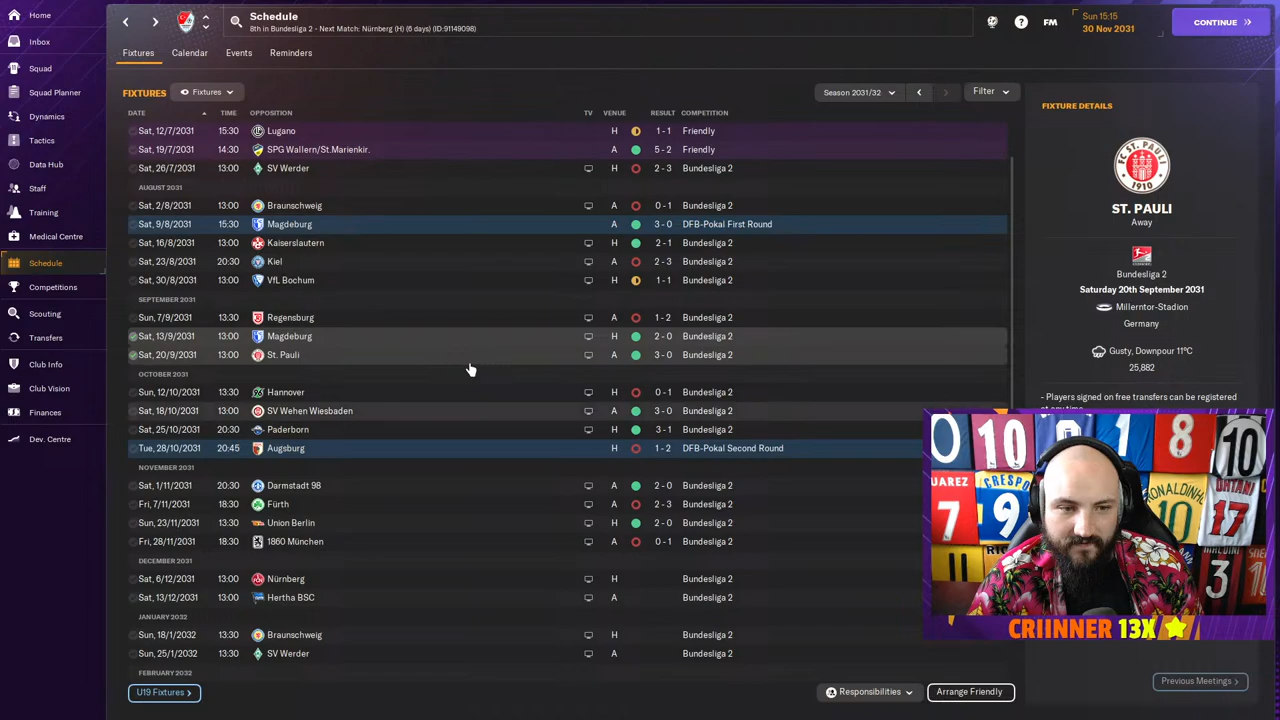 Home
Inbox
Squad
Squad Planner
Dynamics
Tactics
Data Hub
Staff
Training
Medical Centre
Schedule
Competitions
Scouting
Transfers
Club Info
Club Vision
Finances
Dev. Centre
Schedule
8th in Bundesliga 2 - Next Match: Nürnberg (H) (6 days) (ID:91149098)
FM
Sun 15:15
30 Nov 2031
CONTINUE
Fixtures Calendar Events Reminders
FIXTURES Fixtures Season 2031/32 Filter
DATE TIME OPPOSITION TV VENUE RESULT COMPETITION
Sat, 12/7/2031 15:30 Lugano H 1 - 1 Friendly
Sat, 19/7/2031 14:30 SPG Wallern/St.Marienkir. A 5 - 2 Friendly
Sat, 26/7/2031 13:00 SV Werder H 2 - 3 Bundesliga 2
AUGUST 2031
Sat, 2/8/2031 13:00 Braunschweig A 0 - 1 Bundesliga 2
Sat, 9/8/2031 15:30 Magdeburg A 3 - 0 DFB-Pokal First Round
Sat, 16/8/2031 13:00 Kaiserslautern H 2 - 1 Bundesliga 2
Sat, 23/8/2031 20:30 Kiel A 2 - 3 Bundesliga 2
Sat, 30/8/2031 13:00 VfL Bochum H 1 - 1 Bundesliga 2
SEPTEMBER 2031
Sun, 7/9/2031 13:30 Regensburg A 1 - 2 Bundesliga 2
Sat, 13/9/2031 13:00 Magdeburg H 2 - 0 Bundesliga 2
Sat, 20/9/2031 13:00 St. Pauli A 3 - 0 Bundesliga 2
OCTOBER 2031
Sun, 12/10/2031 13:30 Hannover H 0 - 1 Bundesliga 2
Sat, 18/10/2031 13:00 SV Wehen Wiesbaden A 3 - 0 Bundesliga 2
Sat, 25/10/2031 20:30 Paderborn H 3 - 1 Bundesliga 2
Tue, 28/10/2031 20:45 Augsburg H 1 - 2 DFB-Pokal Second Round
NOVEMBER 2031
Sat, 1/11/2031 20:30 Darmstadt 98 A 2 - 0 Bundesliga 2
Fri, 7/11/2031 18:30 Fürth A 2 - 3 Bundesliga 2
Sun, 23/11/2031 13:30 Union Berlin H 2 - 0 Bundesliga 2
Fri, 28/11/2031 18:30 1860 München A 0 - 1 Bundesliga 2
DECEMBER 2031
Sat, 6/12/2031 13:00 Nürnberg H Bundesliga 2
Sat, 13/12/2031 13:00 Hertha BSC A Bundesliga 2
JANUARY 2032
Sun, 18/1/2032 13:30 Braunschweig H Bundesliga 2
Sun, 25/1/2032 13:30 SV Werder A Bundesliga 2
FEBRUARY 2032
U19 Fixtures Responsibilities Arrange Friendly
FIXTURE DETAILS
FC ST. PAULI
1910
ST. PAULI
Away
Bundesliga 2
Saturday 20th September 2031
Millerntor-Stadion
Germany
Gusty, Downpour 11°C
25,882
- Players signed on free transfers can be registered
10 1 8 10
UAREZ
7
CRESPO
9
RONALDINHO
10
OHTANI
17
11
3
CRIINNER 13X
Previous Meetings